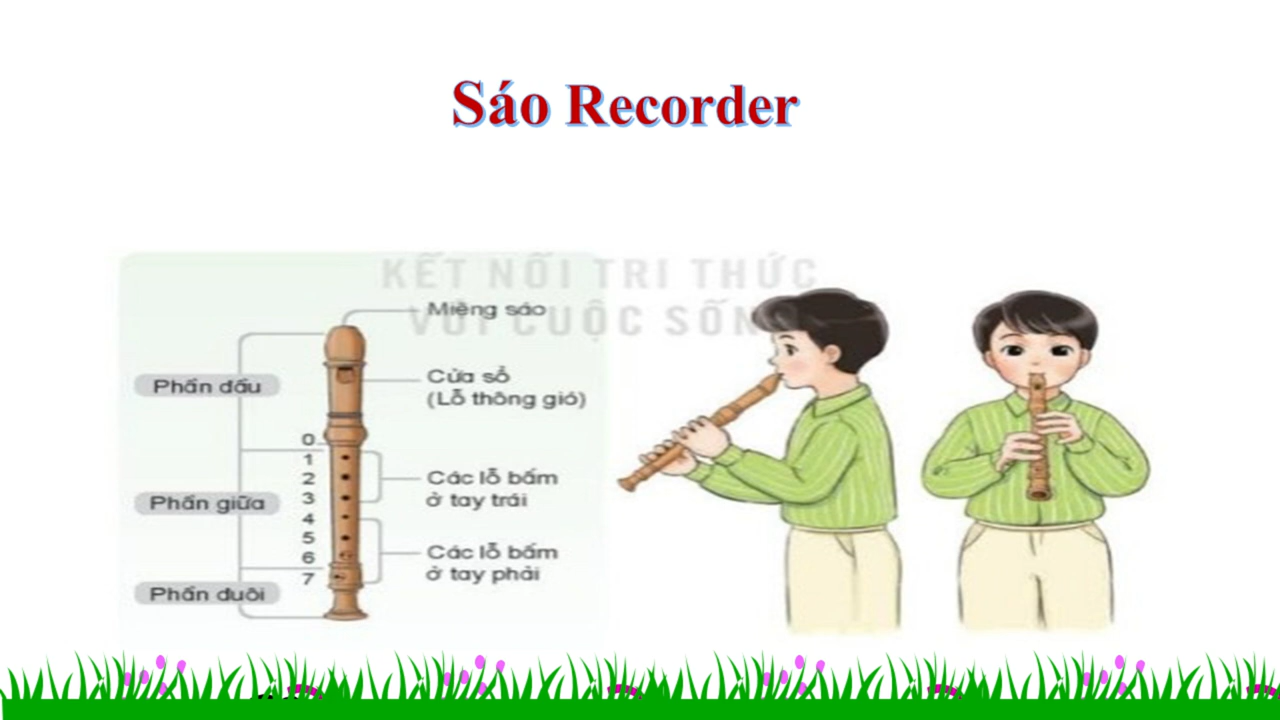 Sáo Recorder
KẾT NỐI TRI THỨC
VỚI CUỘC SỐNG
Miệng sáo
Phần đầu
Cửa sổ
(Lỗ thông gió)
0
1
2
3
4
5
6
7
Phần giữa
Các lỗ bấm
ở tay trái
Các lỗ bấm
ở tay phải
Phần đuôi